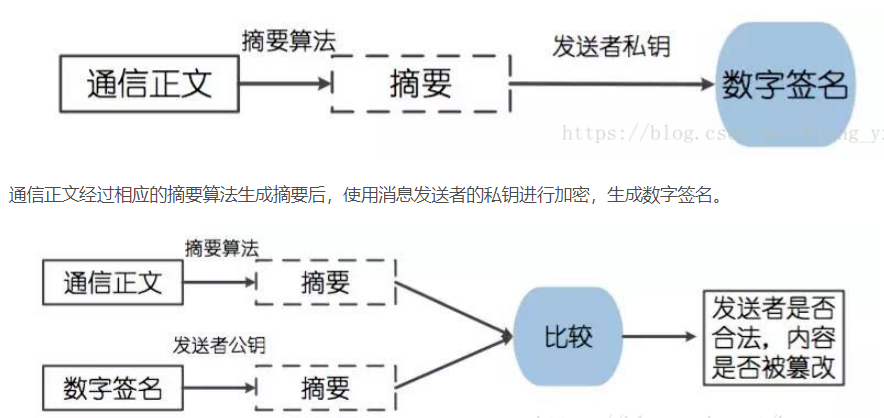 摘要算法
发送者私钥
通信正文
摘要
数字签名
通信正文经过相应的摘要算法生成摘要后，使用消息发送者的私钥进行加密，生成数字签名。
摘要算法
通信正文
摘要
发送者公钥
数字签名
摘要
比较
发送者是否
合法，内容
是否被篡改